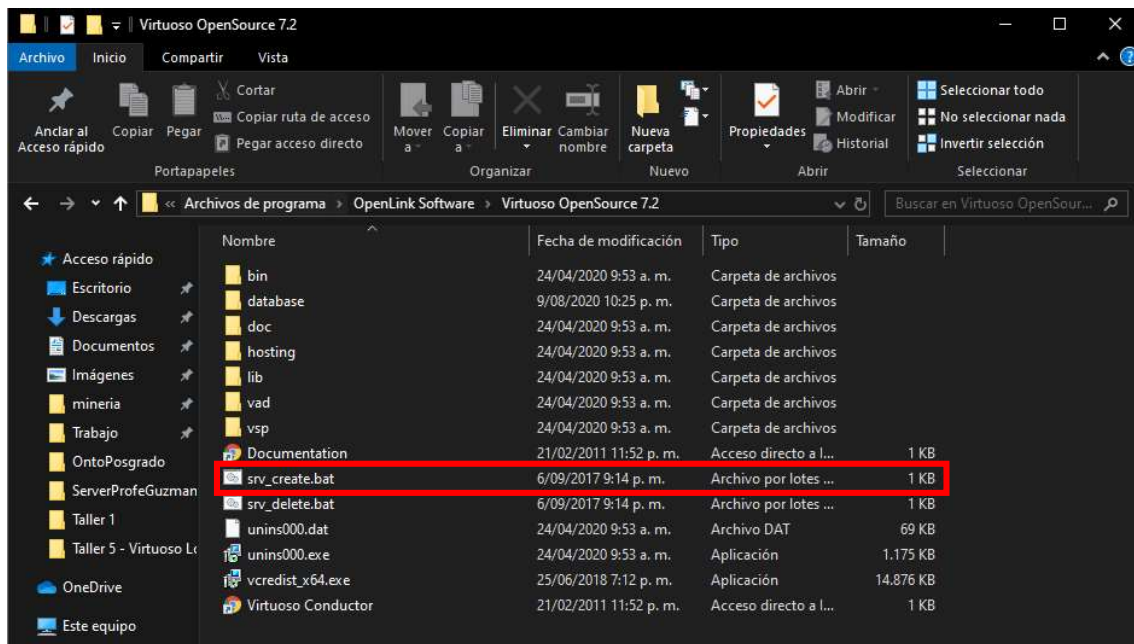 Virtuoso OpenSource 7.2
Archivo Inicio Compartir Vista
Anclar al
Acceso rápido
Copiar
Pegar
Cortar
Copiar ruta de acceso
Pegar acceso directo
Portapapeles
Mover
a
Copiar
a
Eliminar
Cambiar
nombre
Organizar
Nueva
carpeta
Nuevo
Propiedades
Abrir
Modificar
Historial
Abrir
Seleccionar todo
No seleccionar nada
Invertir selección
Seleccionar
« Archivos de programa › OpenLink Software › Virtuoso OpenSource 7.2
Buscar en Virtuoso OpenSour...
Acceso rápido
Escritorio
Descargas
Documentos
Imágenes
mineria
Trabajo
OntoPosgrado
ServerProfeGuzman
Taller 1
Taller 5 - Virtuoso Lo
OneDrive
Este equipo
Nombre Fecha de modificación Tipo Tamaño
bin 24/04/2020 9:53 a. m. Carpeta de archivos
database 9/08/2020 10:25 p. m. Carpeta de archivos
doc 24/04/2020 9:53 a. m. Carpeta de archivos
hosting 24/04/2020 9:53 a. m. Carpeta de archivos
lib 24/04/2020 9:53 a. m. Carpeta de archivos
vad 24/04/2020 9:53 a. m. Carpeta de archivos
vsp 24/04/2020 9:53 a. m. Carpeta de archivos
Documentation 21/02/2011 11:52 p. m. Acceso directo a l... 1 KB
srv_create.bat 6/09/2017 9:14 p. m. Archivo por lotes ... 1 KB
srv_delete.bat 6/09/2017 9:14 p. m. Archivo por lotes ... 1 KB
unins000.dat 24/04/2020 9:53 a. m. Archivo DAT 69 KB
unins000.exe 24/04/2020 9:53 a. m. Aplicación 1.175 KB
vcredist_x64.exe 25/06/2018 7:12 p. m. Aplicación 14.876 KB
Virtuoso Conductor 21/02/2011 11:52 p. m. Acceso directo a l... 1 KB